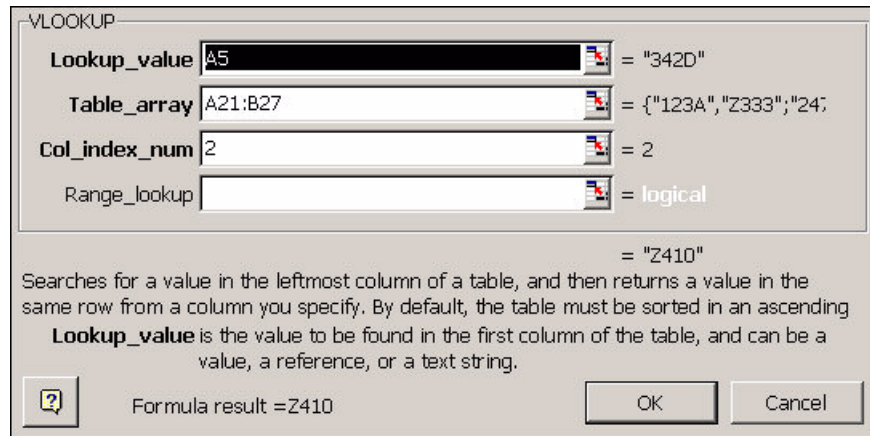 VLOOKUP
Lookup_value A5 = "342D"
Table_array A21:B27 = {"123A","Z333";"247
Col_index_num 2 = 2
Range_lookup = logical
= "Z410"
Searches for a value in the leftmost column of a table, and then returns a value in the
same row from a column you specify. By default, the table must be sorted in an ascending
Lookup_value is the value to be found in the first column of the table, and can be a
value, a reference, or a text string.
? Formula result =Z410 OK Cancel